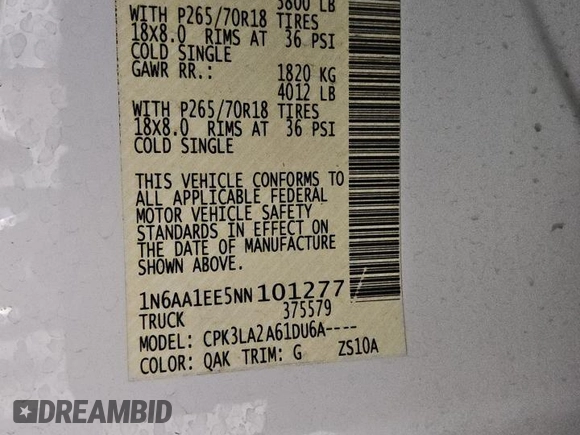 3800 LB
WITH P265/70R18 TIRES
18X8.0 RIMS AT 36 PSI
COLD SINGLE
GAWR RR.: 1820 KG
4012 LB
WITH P265/70R18 TIRES
18X8.0 RIMS AT 36 PSI
COLD SINGLE
THIS VEHICLE CONFORMS TO
ALL APPLICABLE FEDERAL
MOTOR VEHICLE SAFETY
STANDARDS IN EFFECT ON
THE DATE OF MANUFACTURE
SHOWN ABOVE.
1N6AA1EE5NN101277
TRUCK 375579
MODEL: CPK3LA2A61DU6A----
COLOR: QAK TRIM: G ZS10A
DREAMBID